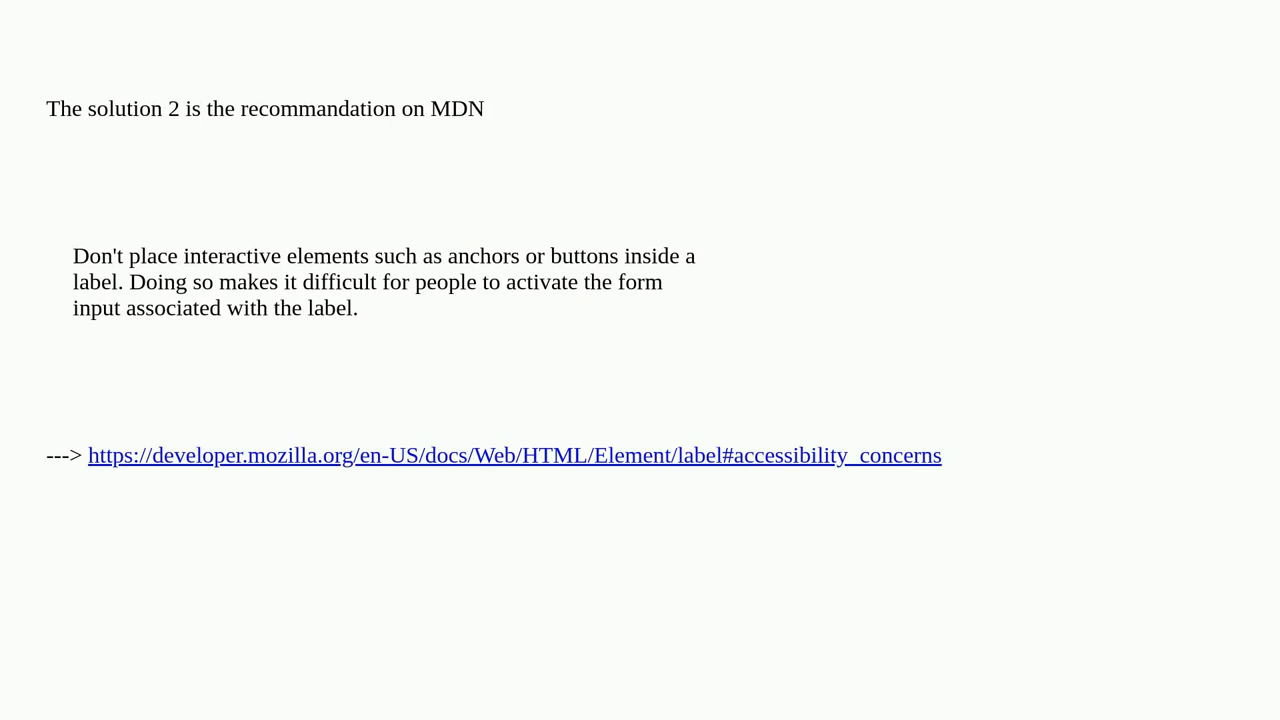 The solution 2 is the recommandation on MDN
Don't place interactive elements such as anchors or buttons inside a
label. Doing so makes it difficult for people to activate the form
input associated with the label.
---> https://developer.mozilla.org/en-US/docs/Web/HTML/Element/label#accessibility_concerns